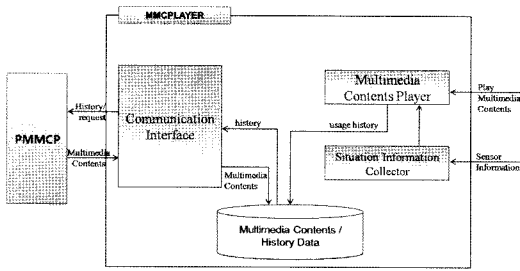 MMCPLAYER
PMMCP
History/
request
Multimedia
Contents
Communication
Interface
history
Multimedia
Contents
usage history
Multimedia
Contents Player
Situation Information
Collector
Play
Multimedia
Contents
Sensor
Information
Multimedia Contents /
History Data